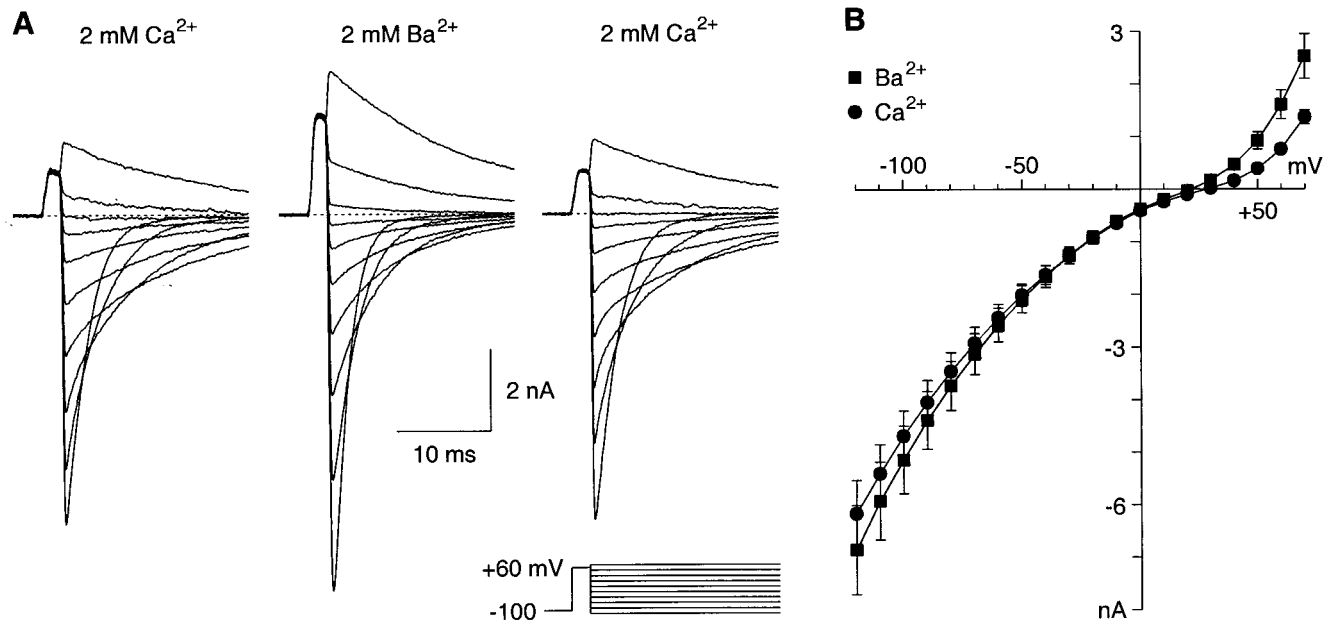 A
2 mM Ca²⁺
2 mM Ba²⁺
2 mM Ca²⁺
2 nA
10 ms
+60 mV
-100
B
3
Ba²⁺
Ca²⁺
-100
-50
mV
+50
-3
-6
nA